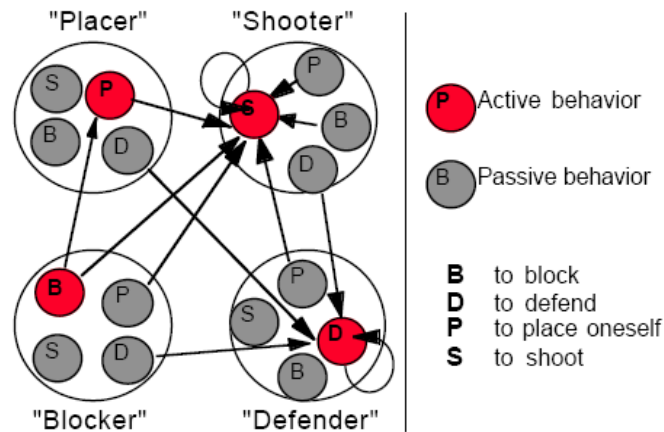 "Placer"
"Shooter"
S
P
B
D
S
P
B
D
B
P
S
D
P
S
D
B
"Blocker"
"Defender"
P Active behavior
B Passive behavior
B to block
D to defend
P to place oneself
S to shoot